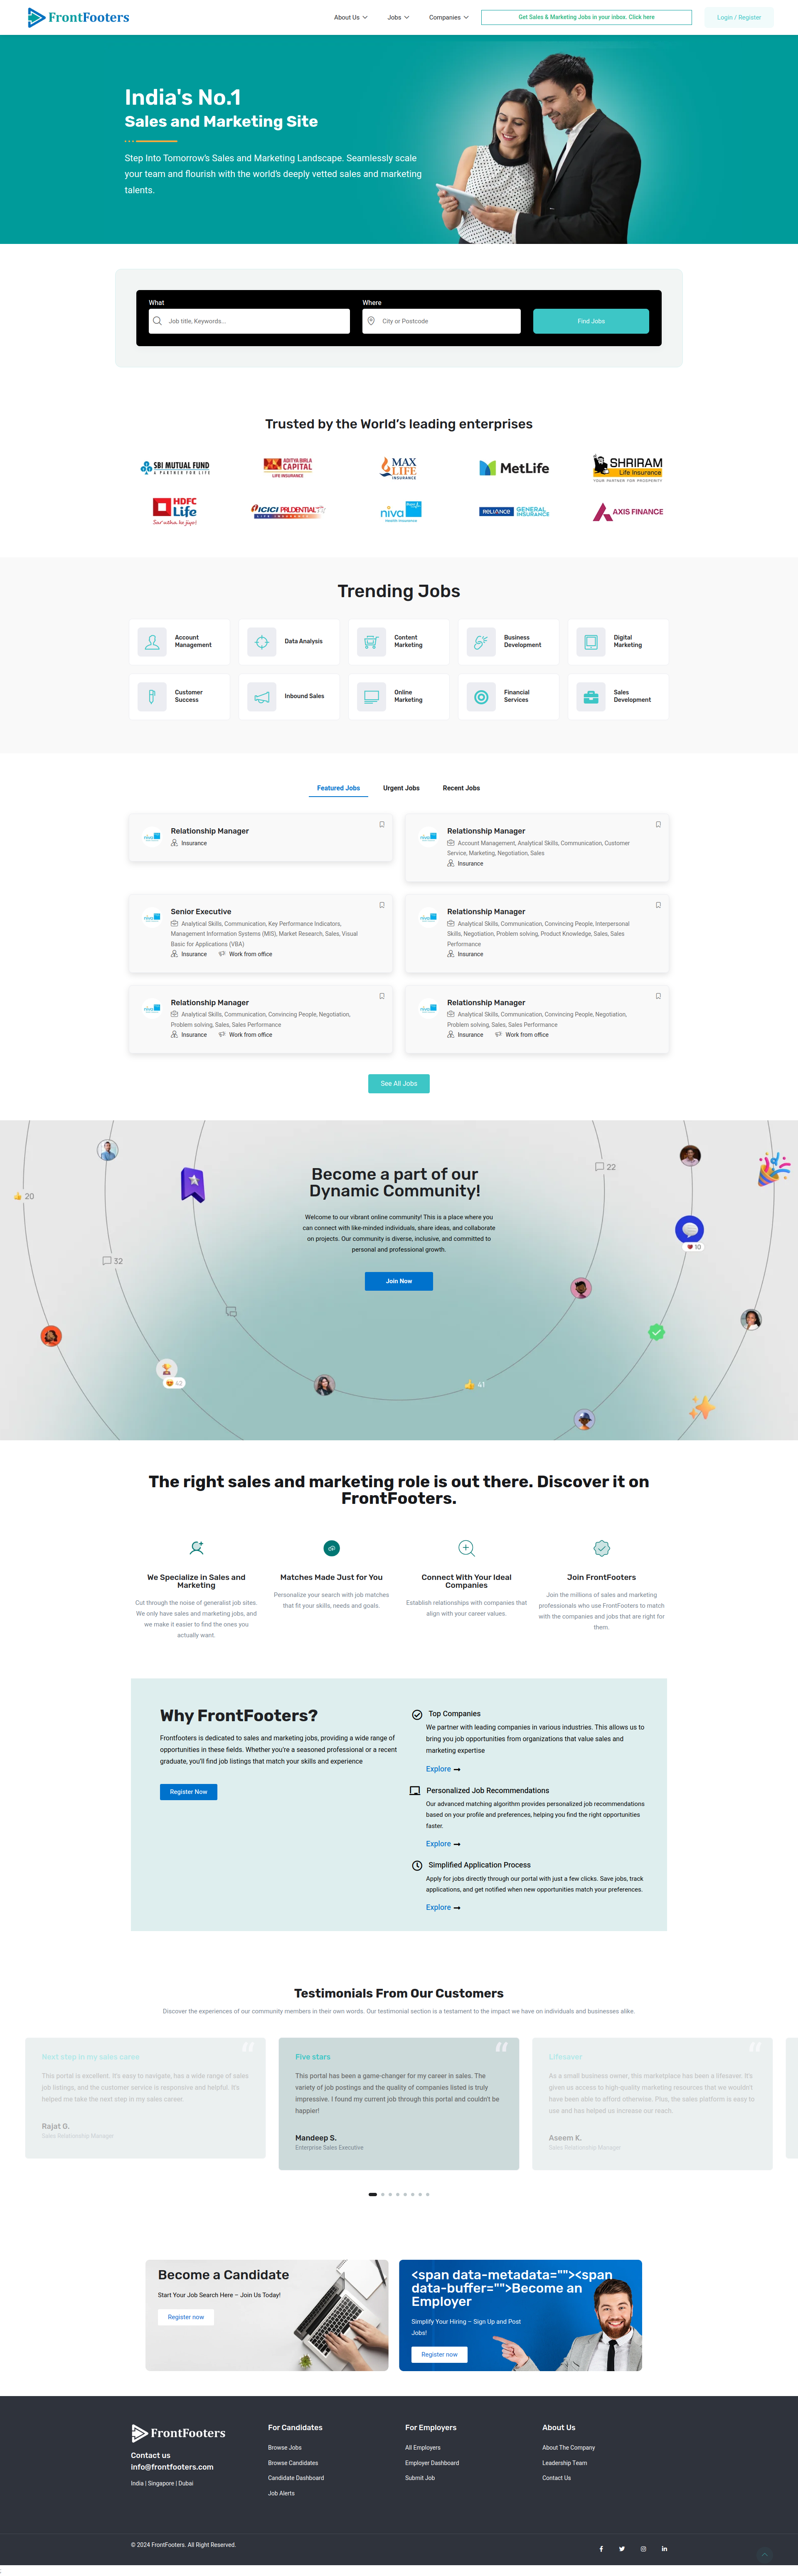 FrontFooters
About Us
Jobs
Companies
Get Sales & Marketing Jobs in your inbox. Click here
Login / Register
India's No.1
Sales and Marketing Site
Step Into Tomorrow's Sales and Marketing Landscape. Seamlessly scale
your team and flourish with the world's deeply vetted sales and marketing
talents.
What
Where
Job title, Keywords...
City or Postcode
Find Jobs
Trusted by the World's leading enterprises
SBI MUTUAL FUND
A PARTNER FOR LIFE
ADITYA BIRLA
CAPITAL
LIFE INSURANCE
MAX
LIFE
INSURANCE
MetLife
SHRIRAM
Life Insurance
YOUR PARTNER FOR PROSPERITY
HDFC
Life
Sar utha ke jiyo!
ICICI PRUDENTIAL
LIFE INSURANCE
niva
Health Insurance
RELIANCE
GENERAL
INSURANCE
AXIS FINANCE
Trending Jobs
Account
Management
Data Analysis
Content
Marketing
Business
Development
Digital
Marketing
Customer
Success
Inbound Sales
Online
Marketing
Financial
Services
Sales
Development
Featured Jobs
Urgent Jobs
Recent Jobs
Relationship Manager
Insurance
Relationship Manager
Account Management, Analytical Skills, Communication, Customer
Service, Marketing, Negotiation, Sales
Insurance
Senior Executive
Analytical Skills, Communication, Key Performance Indicators,
Management Information Systems (MIS), Market Research, Sales, Visual
Basic for Applications (VBA)
Insurance
Work from office
Relationship Manager
Analytical Skills, Communication, Convincing People, Interpersonal
Skills, Negotiation, Problem solving, Product Knowledge, Sales, Sales
Performance
Insurance
Relationship Manager
Analytical Skills, Communication, Convincing People, Negotiation,
Problem solving, Sales, Sales Performance
Insurance
Work from office
Relationship Manager
Analytical Skills, Communication, Convincing People, Negotiation,
Problem solving, Sales, Sales Performance
Insurance
Work from office
See All Jobs
Become a part of our
Dynamic Community!
Welcome to our vibrant online community! This is a place where you
can connect with like-minded individuals, share ideas, and collaborate
on projects. Our community is diverse, inclusive, and committed to
personal and professional growth.
Join Now
20
22
32
10
42
41
The right sales and marketing role is out there. Discover it on
FrontFooters.
We Specialize in Sales and
Marketing
Cut through the noise of generalist job sites.
We only have sales and marketing jobs, and
we make it easier to find the ones you
actually want.
Matches Made Just for You
Personalize your search with job matches
that fit your skills, needs and goals.
Connect With Your Ideal
Companies
Establish relationships with companies that
align with your career values.
Join FrontFooters
Join the millions of sales and marketing
professionals who use FrontFooters to match
with the companies and jobs that are right for
them.
Why FrontFooters?
Frontfooters is dedicated to sales and marketing jobs, providing a wide range of
opportunities in these fields. Whether you're a seasoned professional or a recent
graduate, you'll find job listings that match your skills and experience
Register Now
Top Companies
We partner with leading companies in various industries. This allows us to
bring you job opportunities from organizations that value sales and
marketing expertise
Explore
Personalized Job Recommendations
Our advanced matching algorithm provides personalized job recommendations
based on your profile and preferences, helping you find the right opportunities
faster.
Explore
Simplified Application Process
Apply for jobs directly through our portal with just a few clicks. Save jobs, track
applications, and get notified when new opportunities match your preferences.
Explore
Testimonials From Our Customers
Discover the experiences of our community members in their own words. Our testimonial section is a testament to the impact we have on individuals and businesses alike.
Next step in my sales career
This portal is excellent. It's easy to navigate, has a wide range of sales
job listings, and the customer service is responsive and helpful. It's
helped me take the next step in my sales career.
Rajat G.
Sales Relationship Manager
Five stars
This portal has been a game-changer for my career in sales. The
variety of job postings and the quality of companies listed is truly
impressive. I found my current job through this portal and couldn't be
happier!
Mandeep S.
Enterprise Sales Executive
Lifesaver
As a small business owner, this marketplace has been a lifesaver. It's
given us access to high-quality marketing resources that we wouldn't
have been able to afford otherwise. Plus, the sales platform is easy to
use and has helped us increase our reach.
Aseem K.
Sales Relationship Manager
Become a Candidate
Start Your Job Search Here – Join Us Today!
Register now
<span data-metadata=""><span
data-buffer="">Become an
Employer
Simplify Your Hiring – Sign Up and Post
Jobs!
Register now
FrontFooters
Contact us
info@frontfooters.com
India | Singapore | Dubai
For Candidates
Browse Jobs
Browse Candidates
Candidate Dashboard
Job Alerts
For Employers
All Employers
Employer Dashboard
Submit Job
About Us
About The Company
Leadership Team
Contact Us
© 2024 FrontFooters. All Right Reserved.